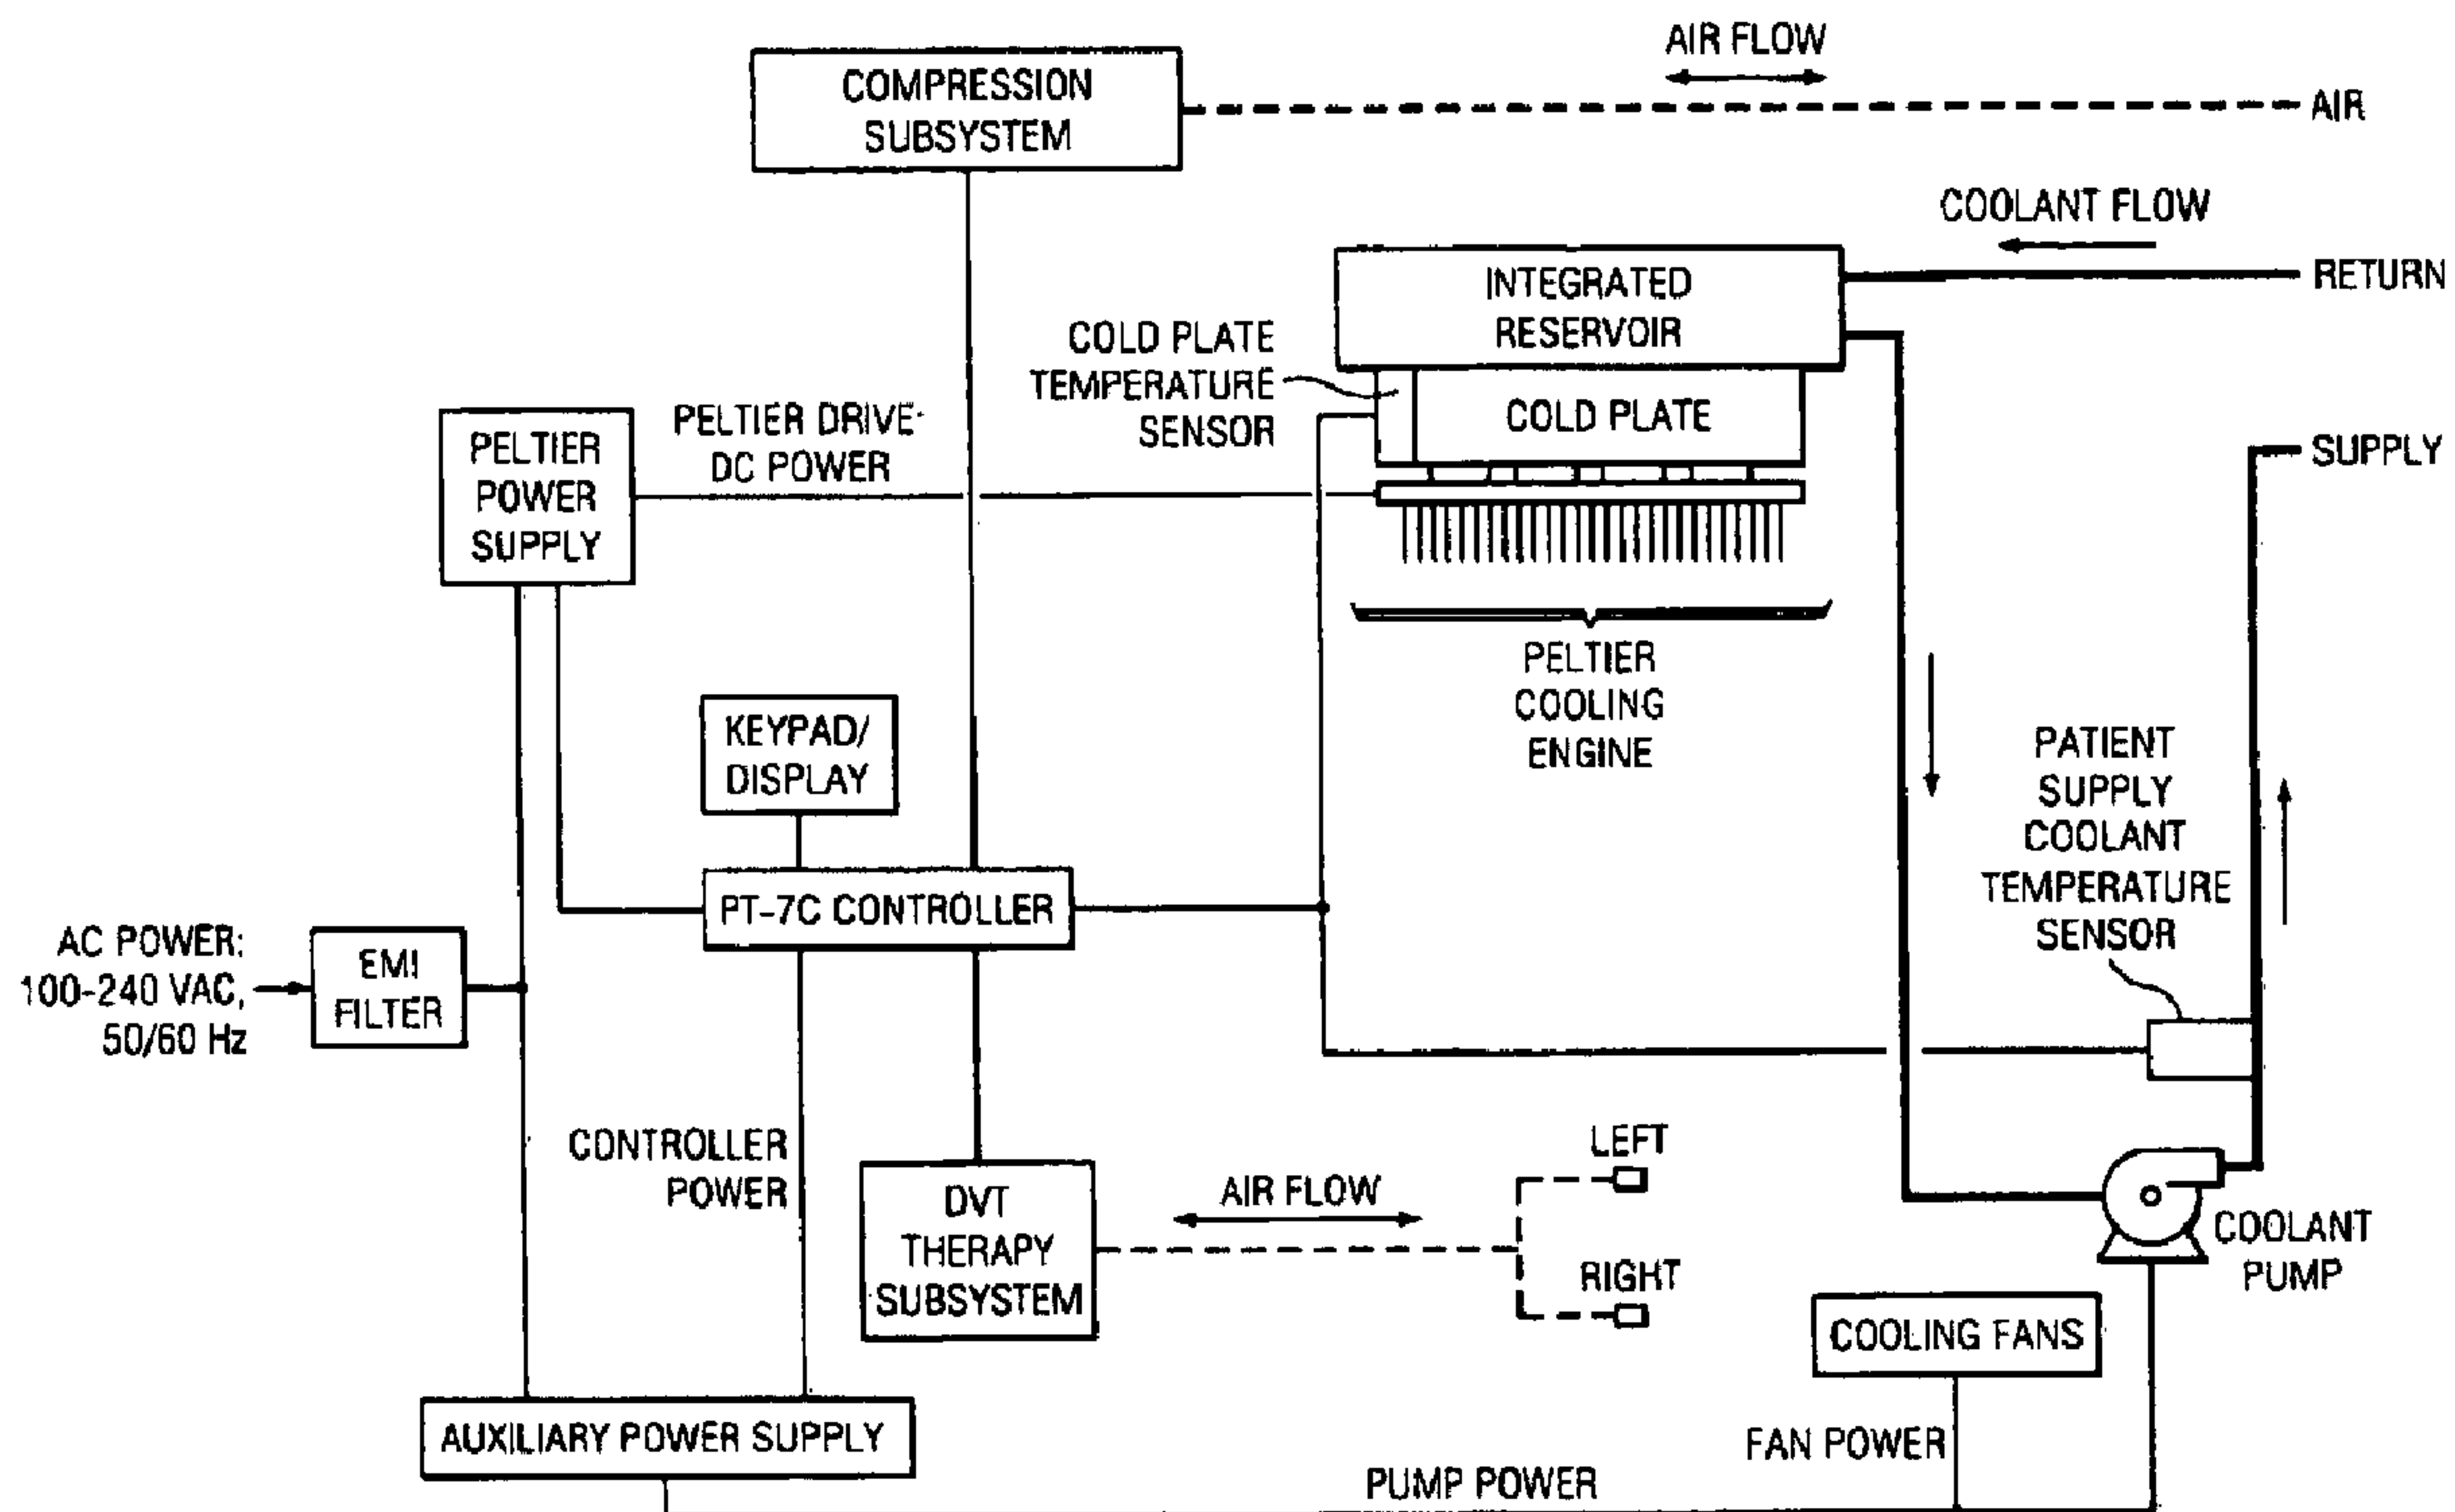 AIR FLOW
COMPRESSION
SUBSYSTEM
AIR
COOLANT FLOW
INTEGRATED
RESERVOIR
RETURN
COLD PLATE
TEMPERATURE
SENSOR
COLD PLATE
PELTIER DRIVE-
DC POWER
PELTIER
POWER
SUPPLY
SUPPLY
PELTIER
COOLING
ENGINE
KEYPAD/
DISPLAY
PATIENT
SUPPLY
COOLANT
TEMPERATURE
SENSOR
PT-7C CONTROLLER
AC POWER:
100-240 VAC,
50/60 Hz
EMI
FILTER
CONTROLLER
POWER
DVT
THERAPY
SUBSYSTEM
AIR FLOW
LEFT
RIGHT
COOLANT
PUMP
COOLING FANS
AUXILIARY POWER SUPPLY
FAN POWER
PUMP POWER